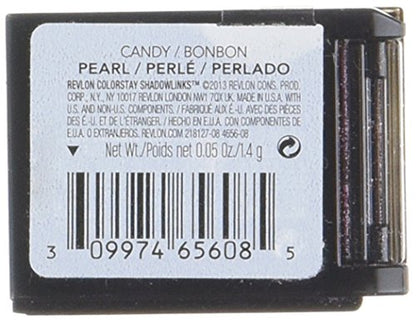 CANDY / BONBON
PEARL / PERLÉ / PERLADO
REVLON COLORSTAY SHADOWLINKS™ ©2013 REVLON CONS. PROD.
CORP., N.Y., NY 10017 REVLON LONDON NW1 7QX UK. MADE IN U.S.A. WITH
U.S. AND NON U.S. COMPONENTS / FABRIQUÉ AUX É.-U. AVEC DES PIÈCES
DES É.-U. ET DE L'ÉTRANGER. / HECHO EN E.U.A. CON COMPONENTES DE
E.U.A. O EXTRANJEROS. REVLON.COM 218127-08 4656-08
▼ Net Wt./Poids net 0.05 Oz./1.4 g
3 09974 65608 5